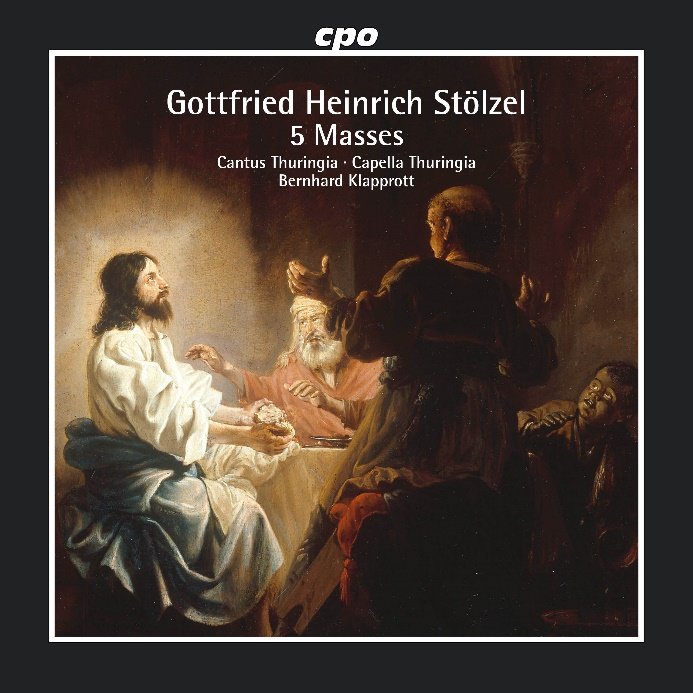 cpo
Gottfried Heinrich Stölzel
5 Masses
Cantus Thuringia · Capella Thuringia
Bernhard Klapprott